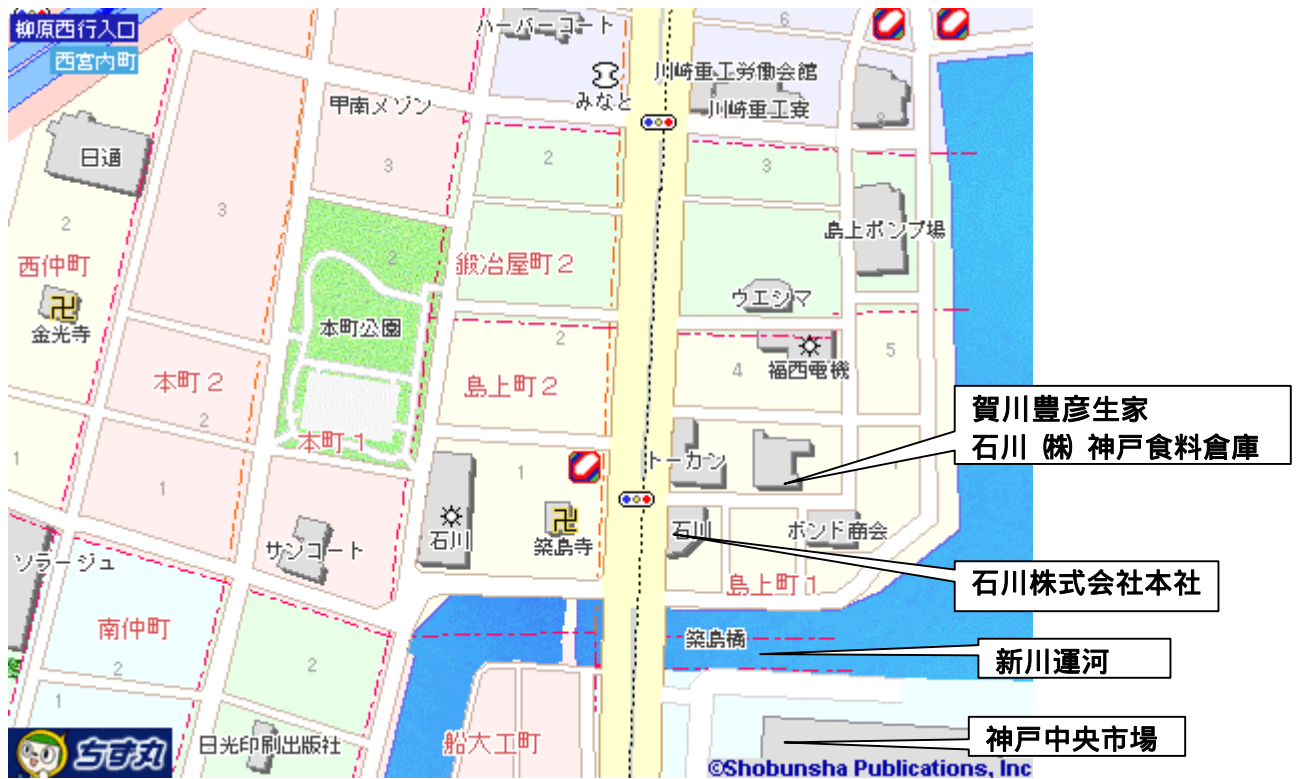 柳原西行入口
西宮内町
ハーバーコート
6
川崎重工労働会館
みなと
川崎重工寮
甲南メゾン
8
日通
2
3
3
3
2
島上ポンプ場
西仲町
2
鍛冶屋町2
ウエシマ
金光寺
本町公園
2
4
福西電機
5
本町2
島上町2
賀川豊彦生家
石川 ㈱ 神戸食料倉庫
2
本町1
トーカン
1
1
1
1
石川
築島寺
石川
ボンド商会
サンコート
ソラージュ
島上町1
石川株式会社本社
南仲町
築島橋
新川運河
2
2
1
日光印刷出版社
船大工町
神戸中央市場
ちず丸
©Shobunsha Publications, Inc